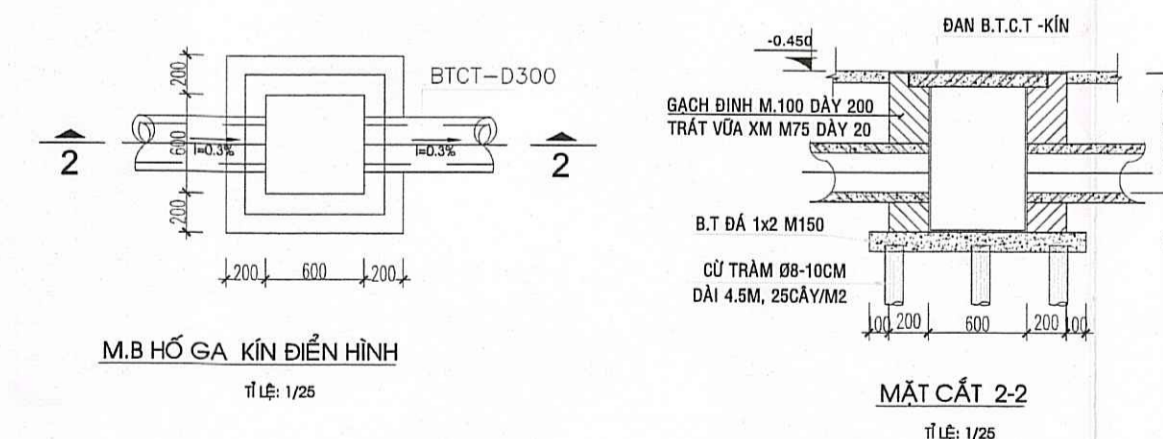 200
600
200
BTCT-D300
i=0.3%
i=0.3%
2
2
200
600
200
M.B HỐ GA KÍN ĐIỂN HÌNH
TỈ LỆ: 1/25
ĐAN B.T.C.T -KÍN
-0.450
GẠCH ĐINH M.100 DÀY 200
TRÁT VỮA XM M75 DÀY 20
B.T ĐÁ 1x2 M150
CỪ TRÀM Ø8-10CM
DÀI 4.5M, 25CÂY/M2
100
200
600
200
100
MẶT CẮT 2-2
TỈ LỆ: 1/25